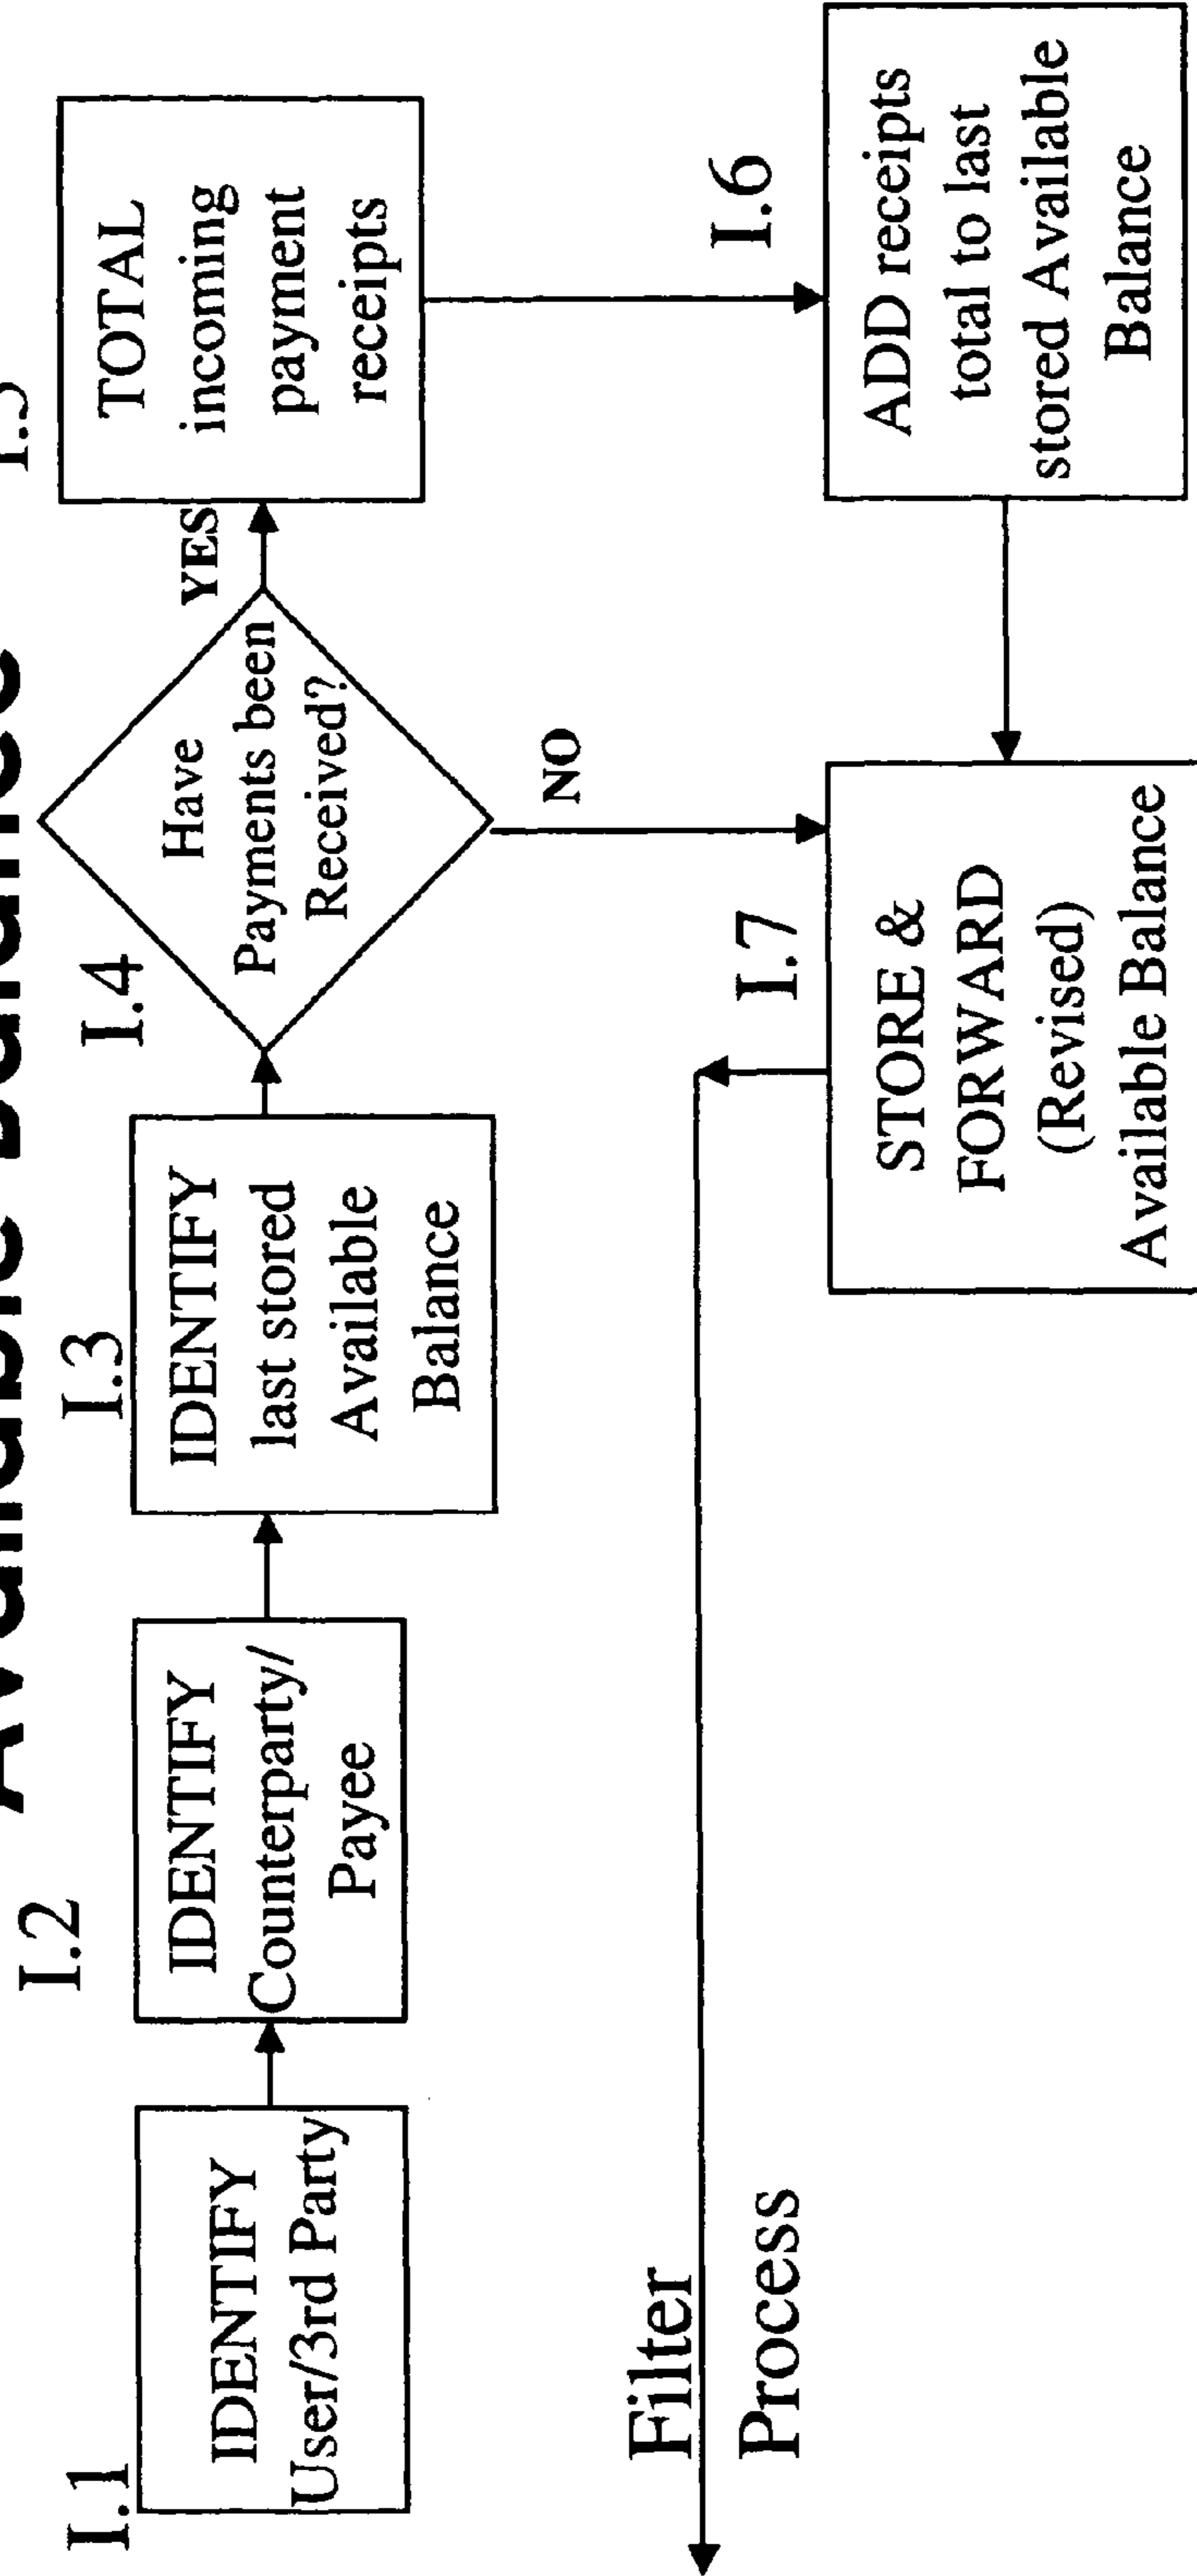 Available Balance
I.1
IDENTIFY
User/3rd Party
I.2
IDENTIFY
Counterparty/
Payee
I.3
IDENTIFY
last stored
Available
Balance
I.4
Have
Payments been
Received?
YES
NO
TOTAL
incoming
payment
receipts
I.6
ADD receipts
total to last
stored Available
Balance
I.7
STORE &
FORWARD
(Revised)
Available Balance
Filter
Process